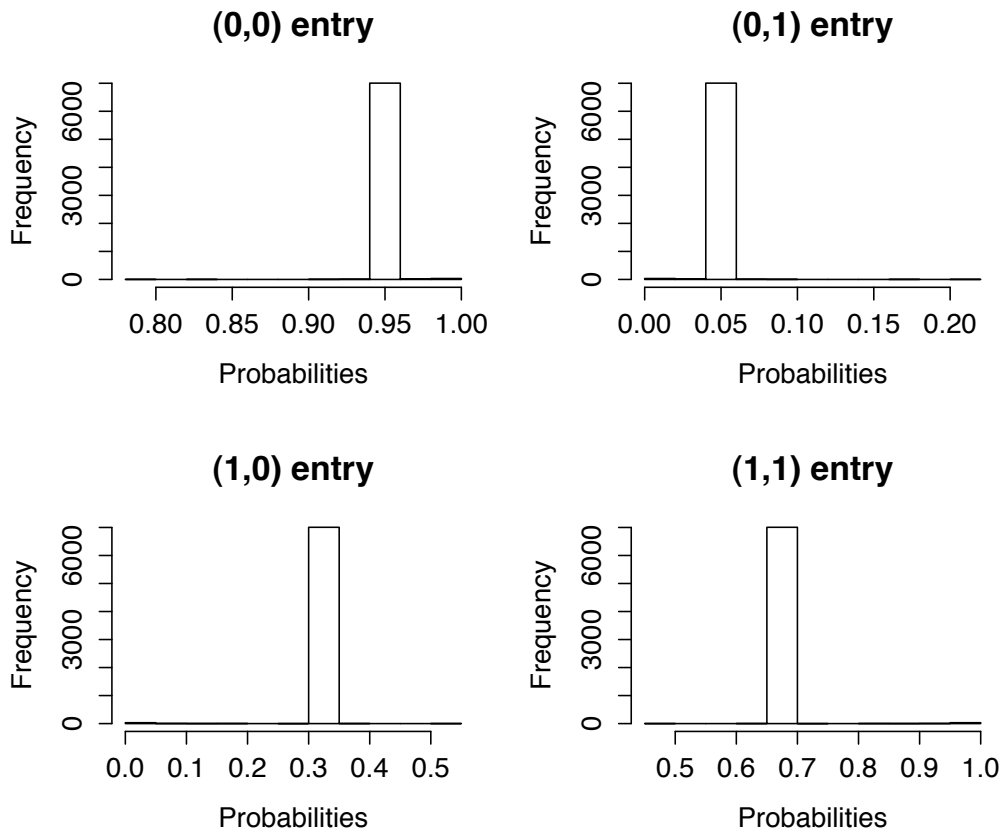 (0,0) entry
Frequency
0 3000 6000
0.80 0.85 0.90 0.95 1.00
Probabilities
(0,1) entry
Frequency
0 3000 6000
0.00 0.05 0.10 0.15 0.20
Probabilities
(1,0) entry
Frequency
0 3000 6000
0.0 0.1 0.2 0.3 0.4 0.5
Probabilities
(1,1) entry
Frequency
0 3000 6000
0.5 0.6 0.7 0.8 0.9 1.0
Probabilities